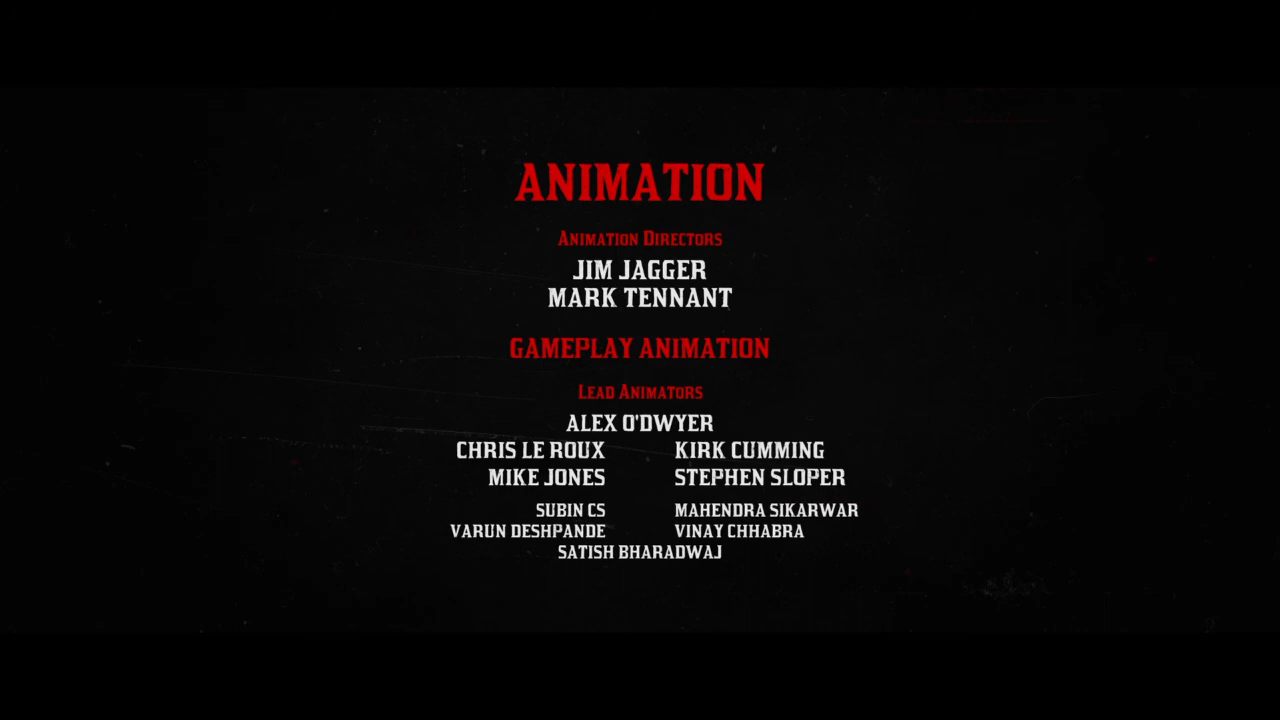 ANIMATION
Animation Directors
JIM JAGGER
MARK TENNANT
GAMEPLAY ANIMATION
Lead Animators
ALEX O'DWYER
CHRIS LE ROUX KIRK CUMMING
MIKE JONES STEPHEN SLOPER
SUBIN CS MAHENDRA SIKARWAR
VARUN DESHPANDE VINAY CHHABRA
SATISH BHARADWAJ